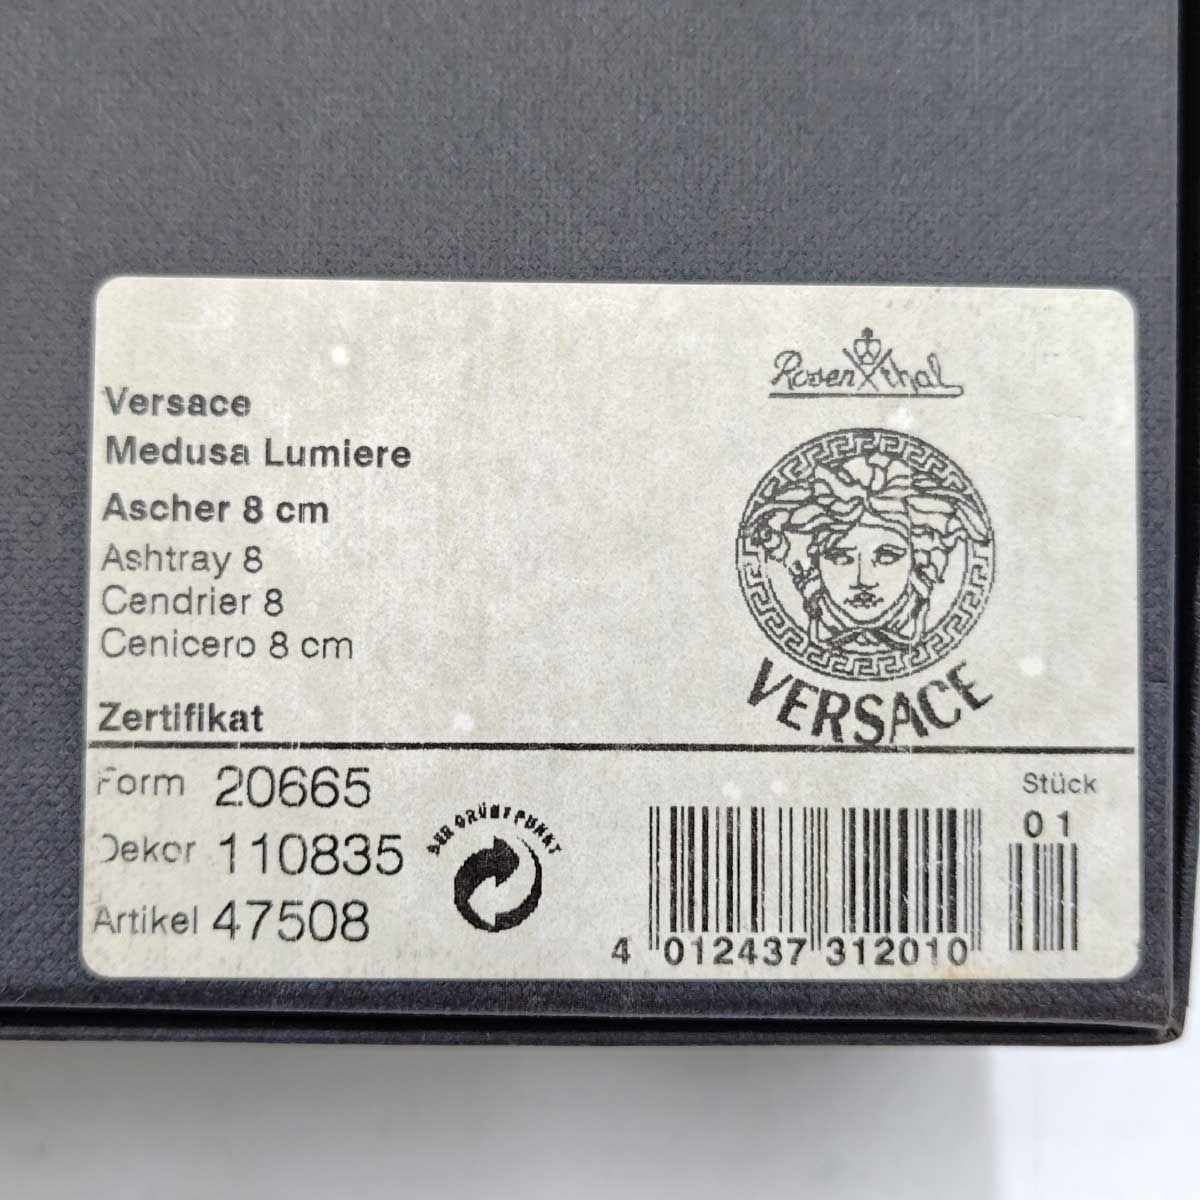 Versace
Medusa Lumiere
Ascher 8 cm
Ashtray 8
Cendrier 8
Cenicero 8 cm
Zertifikat
Rosenthal
VERSACE
Form 20665
Dekor 110835
Artikel 47508
DER GRÜNE PUNKT
Stück
01
4 012437 312010